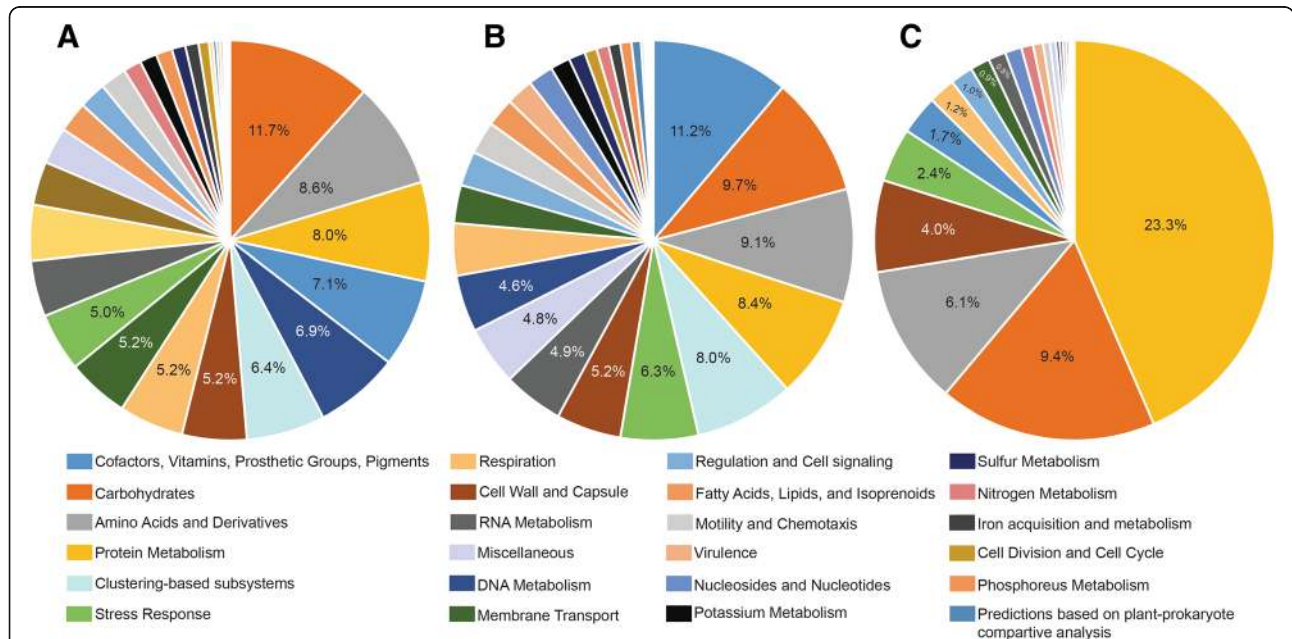 A
B
C
11.7%
8.6%
8.0%
7.1%
6.9%
6.4%
5.2%
5.2%
5.2%
5.0%
11.2%
9.7%
9.1%
8.4%
8.0%
6.3%
5.2%
4.9%
4.8%
4.6%
23.3%
9.4%
6.1%
4.0%
2.4%
1.7%
1.2%
1.0%
0.9%
0.8%
Cofactors, Vitamins, Prosthetic Groups, Pigments
Carbohydrates
Amino Acids and Derivatives
Protein Metabolism
Clustering-based subsystems
Stress Response
Respiration
Cell Wall and Capsule
RNA Metabolism
Miscellaneous
DNA Metabolism
Membrane Transport
Regulation and Cell signaling
Fatty Acids, Lipids, and Isoprenoids
Motility and Chemotaxis
Virulence
Nucleosides and Nucleotides
Potassium Metabolism
Sulfur Metabolism
Nitrogen Metabolism
Iron acquisition and metabolism
Cell Division and Cell Cycle
Phosphoreus Metabolism
Predictions based on plant-prokaryote
compartive analysis